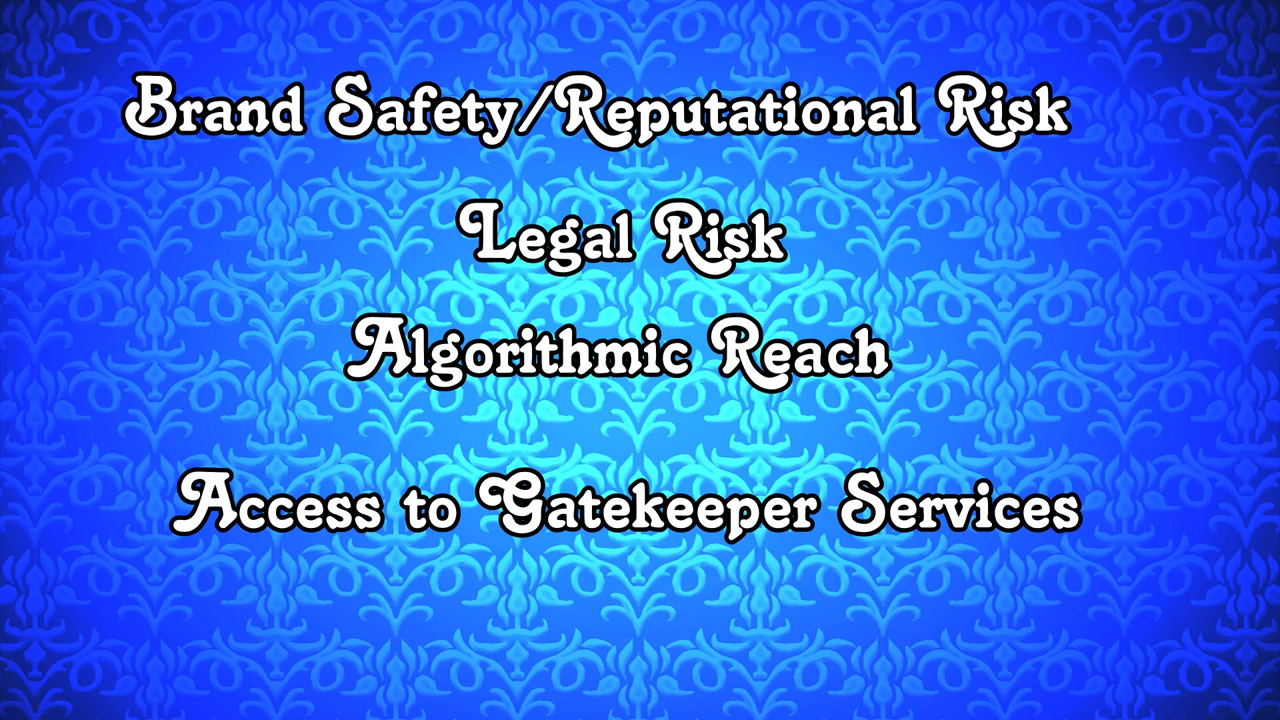 Brand Safety/Reputational Risk
Legal Risk
Algorithmic Reach
Access to Gatekeeper Services